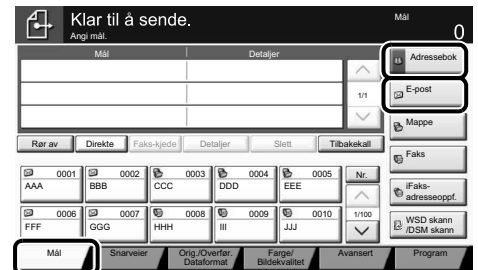 Klar til å sende.
Angi mål.
Mål
0
Mål Detaljer
1/1
Adressebok
E-post
Mappe
Faks
iFaks-
adresseoppf.
WSD skann
/DSM skann
Rør av Direkte Faks-kjede Detaljer Slett Tilbakekall
0001 0002 0003 0004 0005 Nr.
AAA BBB CCC DDD EEE
0006 0007 0008 0009 0010 1/100
FFF GGG HHH III JJJ
Mål Snarveier Orig./Overfør. Farge/ Avansert Program
Dataformat Bildekvalitet